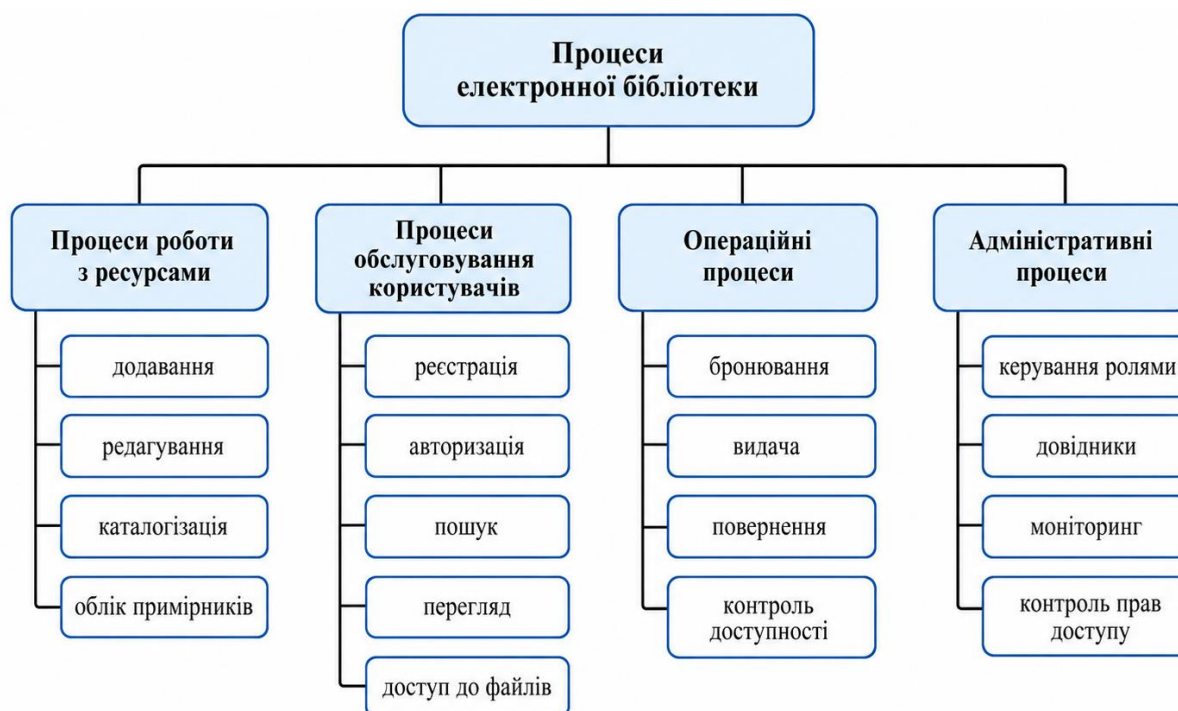 Процеси
електронної бібліотеки
Процеси роботи
з ресурсами
додавання
редагування
каталогізація
облік примірників
Процеси
обслуговування
користувачів
реєстрація
авторизація
пошук
перегляд
доступ до файлів
Операційні
процеси
бронювання
видача
повернення
контроль
доступності
Адміністративні
процеси
керування ролями
довідники
моніторинг
контроль прав
доступу